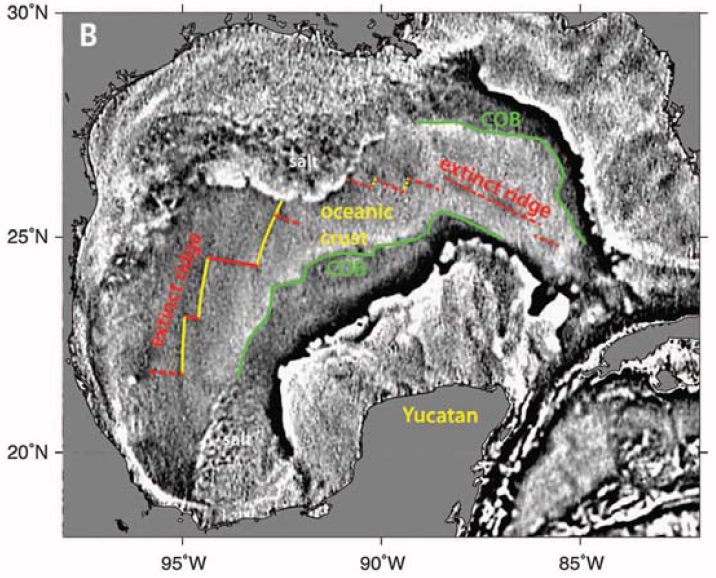 30°N
B
COB
salt
extinct ridge
oceanic
crust
25°N
extinct ridge
COB
Yucatan
salt
20°N
95°W
90°W
85°W